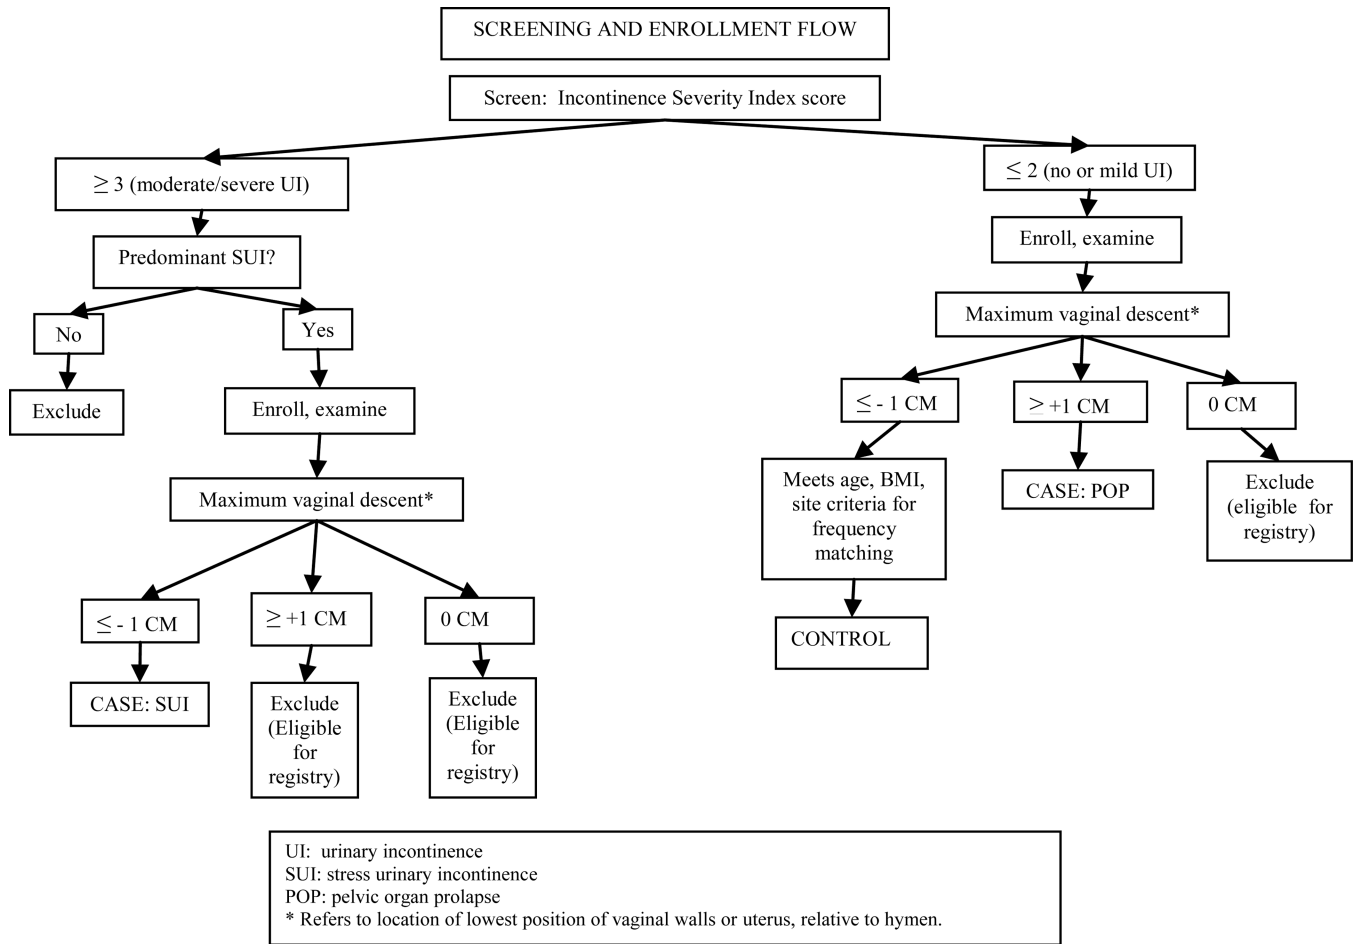 SCREENING AND ENROLLMENT FLOW
Screen:  Incontinence Severity Index score
≥ 3 (moderate/severe UI)
Predominant SUI?
No
Yes
Exclude
Enroll, examine
Maximum vaginal descent*
≤ - 1 CM
≥ +1 CM
0 CM
CASE: SUI
Exclude
(Eligible
for
registry)
Exclude
(Eligible
for
registry)
≤ 2 (no or mild UI)
Enroll, examine
Maximum vaginal descent*
≤ - 1 CM
≥ +1 CM
0 CM
Meets age, BMI,
site criteria for
frequency
matching
CASE: POP
Exclude
(eligible  for
registry)
CONTROL
UI:  urinary incontinence
SUI: stress urinary incontinence
POP: pelvic organ prolapse
* Refers to location of lowest position of vaginal walls or uterus, relative to hymen.